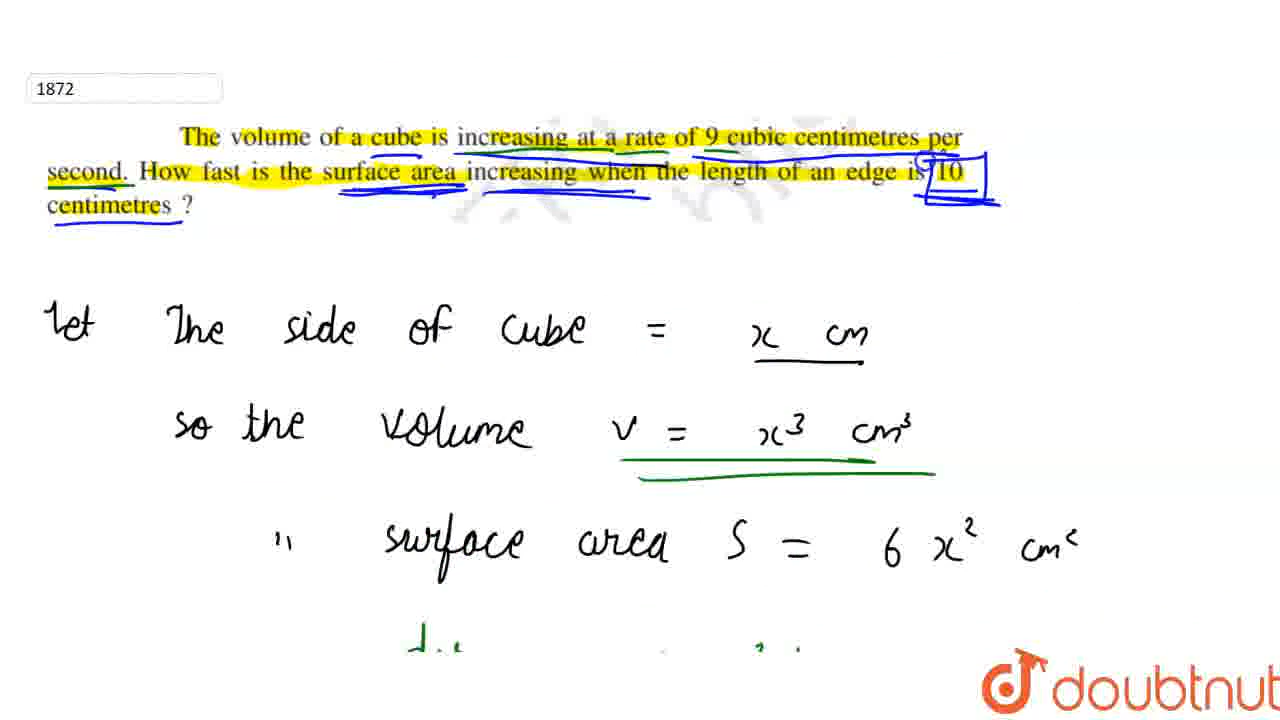 1872
The volume of a cube is increasing at a rate of 9 cubic centimetres per
second. How fast is the surface area increasing when the length of an edge is 10
centimetres ?
Let The side of cube = x cm
so the volume v = x³ cm³
" surface area S = 6 x² cm²
doubtnut